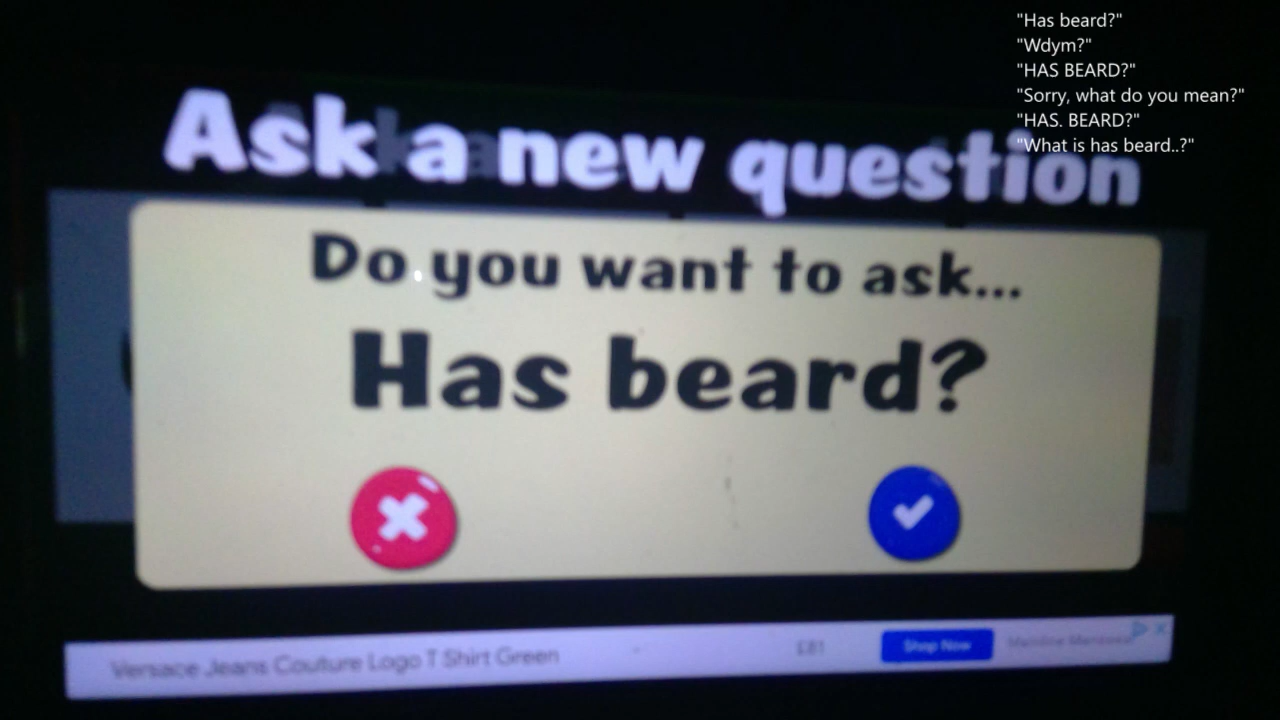 "Has beard?"
"Wdym?"
"HAS BEARD?"
"Sorry, what do you mean?"
"HAS. BEARD?"
"What is has beard..?"
Ask a new question
Do you want to ask...
Has beard?
Versace Jeans Couture Logo T Shirt Green
£81
Shop Now